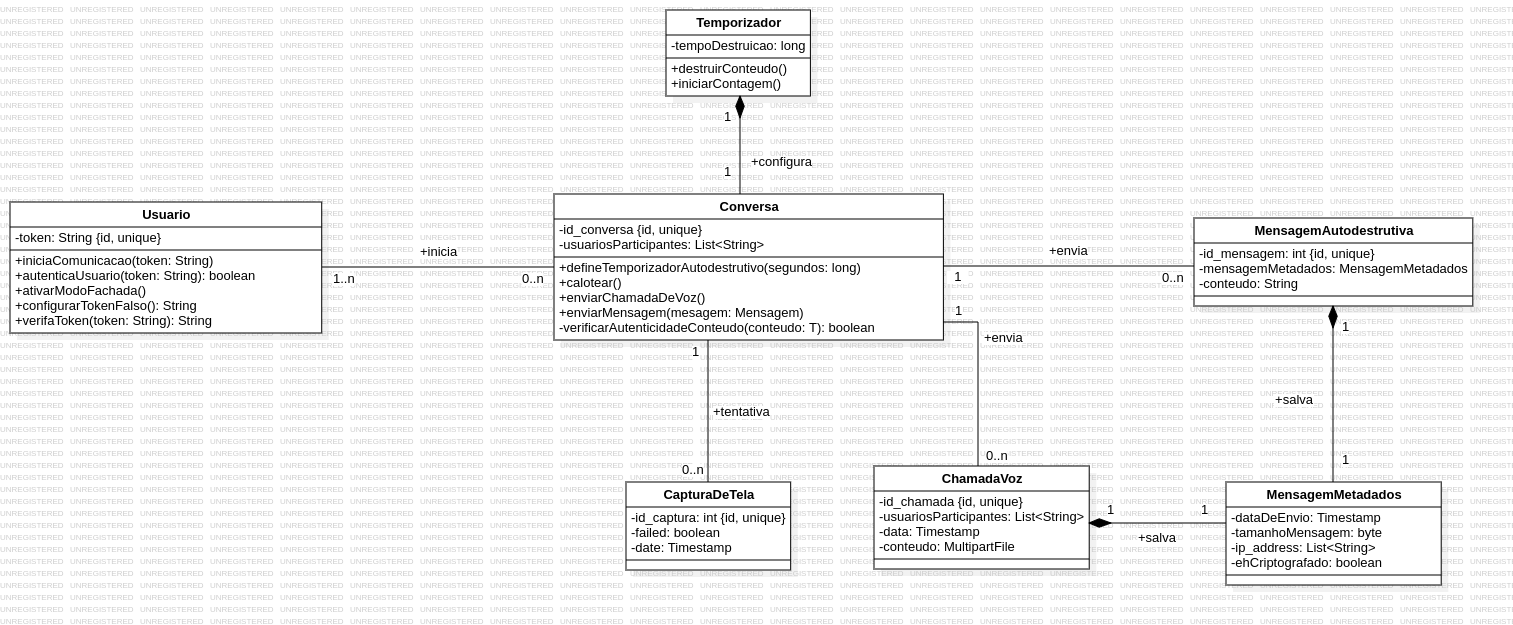 Temporizador
-tempoDestruicao: long
+destruirConteudo()
+iniciarContagem()
1
+configura
1
Usuario
-token: String {id, unique}
+iniciaComunicacao(token: String)
+autenticaUsuario(token: String): boolean
+ativarModoFachada()
+configurarTokenFalso(): String
+verifaToken(token: String): String
+inicia
1..n
0..n
Conversa
-id_conversa {id, unique}
-usuariosParticipantes: List<String>
+defineTemporizadorAutodestrutivo(segundos: long)
+calotear()
+enviarChamadaDeVoz()
+enviarMensagem(mesagem: Mensagem)
-verificarAutenticidadeConteudo(conteudo: T): boolean
+envia
1
0..n
MensagemAutodestrutiva
-id_mensagem: int {id, unique}
-mensagemMetadados: MensagemMetadados
-conteudo: String
1
+envia
0..n
1
+tentativa
0..n
1
+salva
1
CapturaDeTela
-id_captura: int {id, unique}
-failed: boolean
-date: Timestamp
ChamadaVoz
-id_chamada {id, unique}
-usuariosParticipantes: List<String>
-data: Timestamp
-conteudo: MultipartFile
1
1
+salva
MensagemMetadados
-dataDeEnvio: Timestamp
-tamanhoMensagem: byte
-ip_address: List<String>
-ehCriptografado: boolean
UNREGISTERED